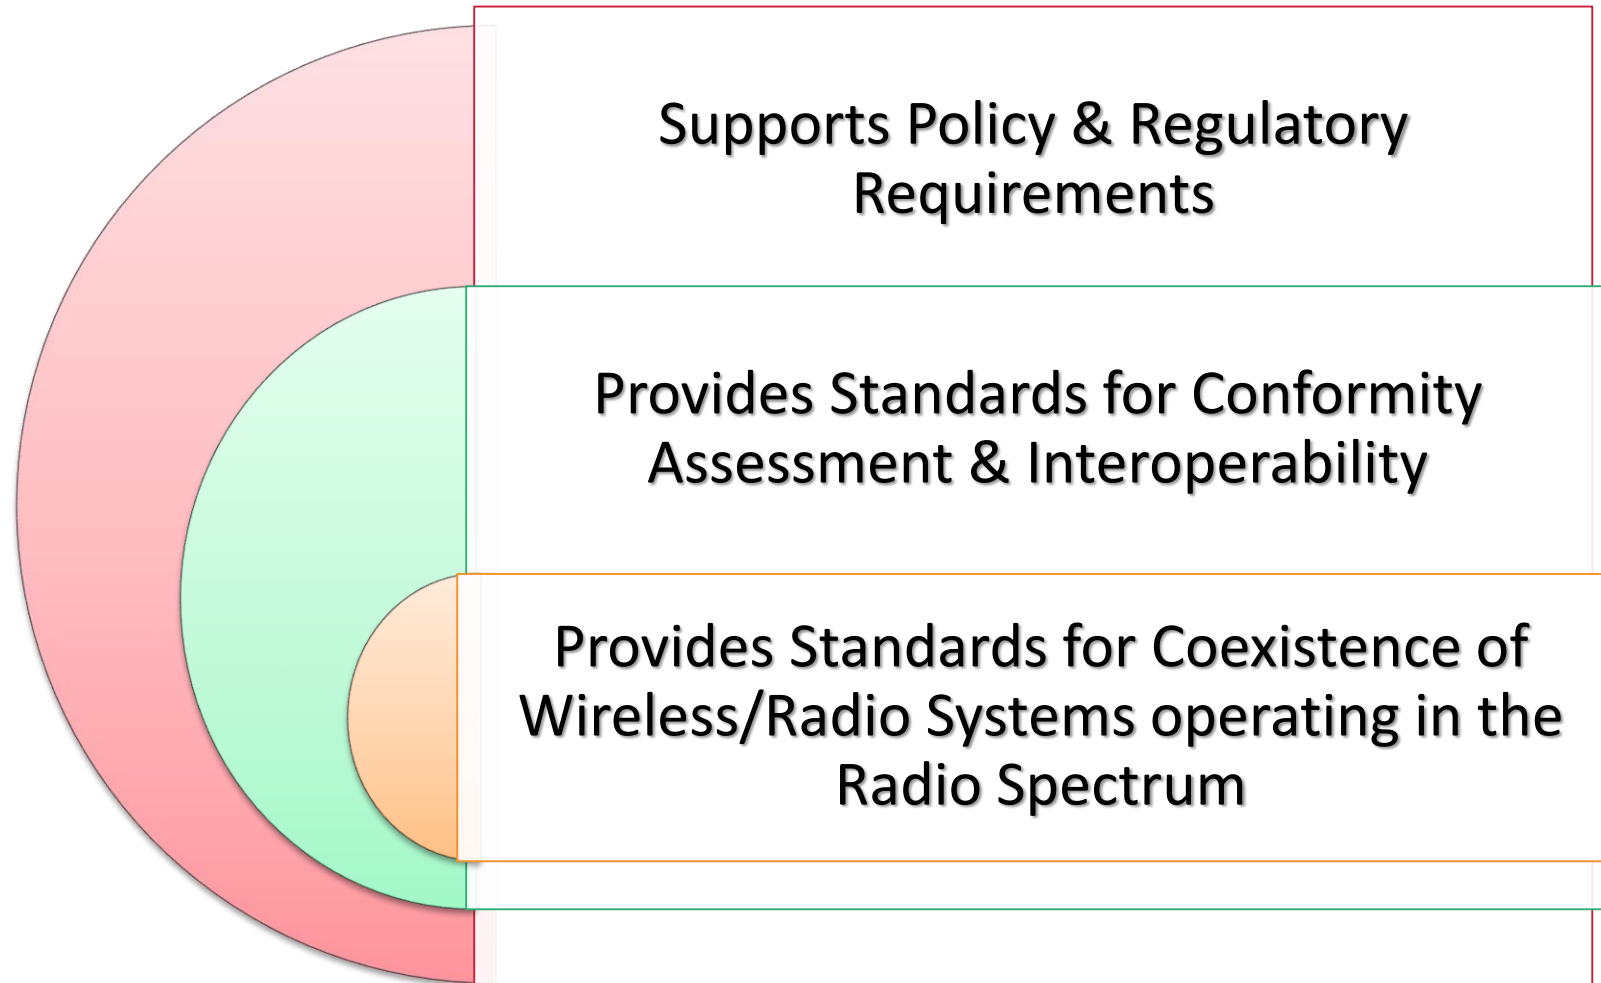 Supports Policy & Regulatory
Requirements
Provides Standards for Conformity
Assessment & Interoperability
Provides Standards for Coexistence of
Wireless/Radio Systems operating in the
Radio Spectrum